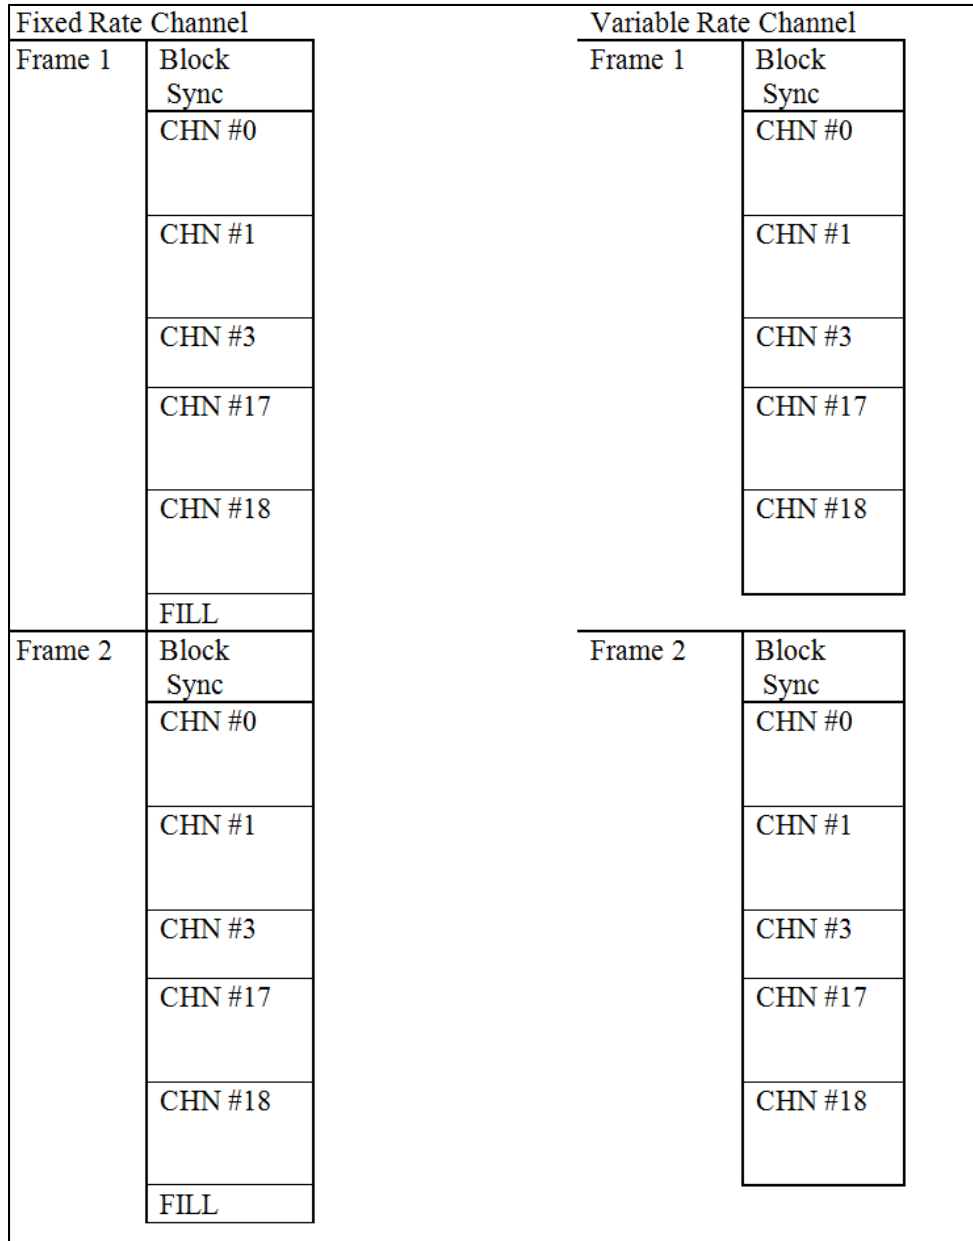 Fixed Rate Channel
Frame 1
Block
Sync
CHN #0
CHN #1
CHN #3
CHN #17
CHN #18
FILL
Frame 2
Block
Sync
CHN #0
CHN #1
CHN #3
CHN #17
CHN #18
FILL
Variable Rate Channel
Frame 1
Block
Sync
CHN #0
CHN #1
CHN #3
CHN #17
CHN #18
Frame 2
Block
Sync
CHN #0
CHN #1
CHN #3
CHN #17
CHN #18